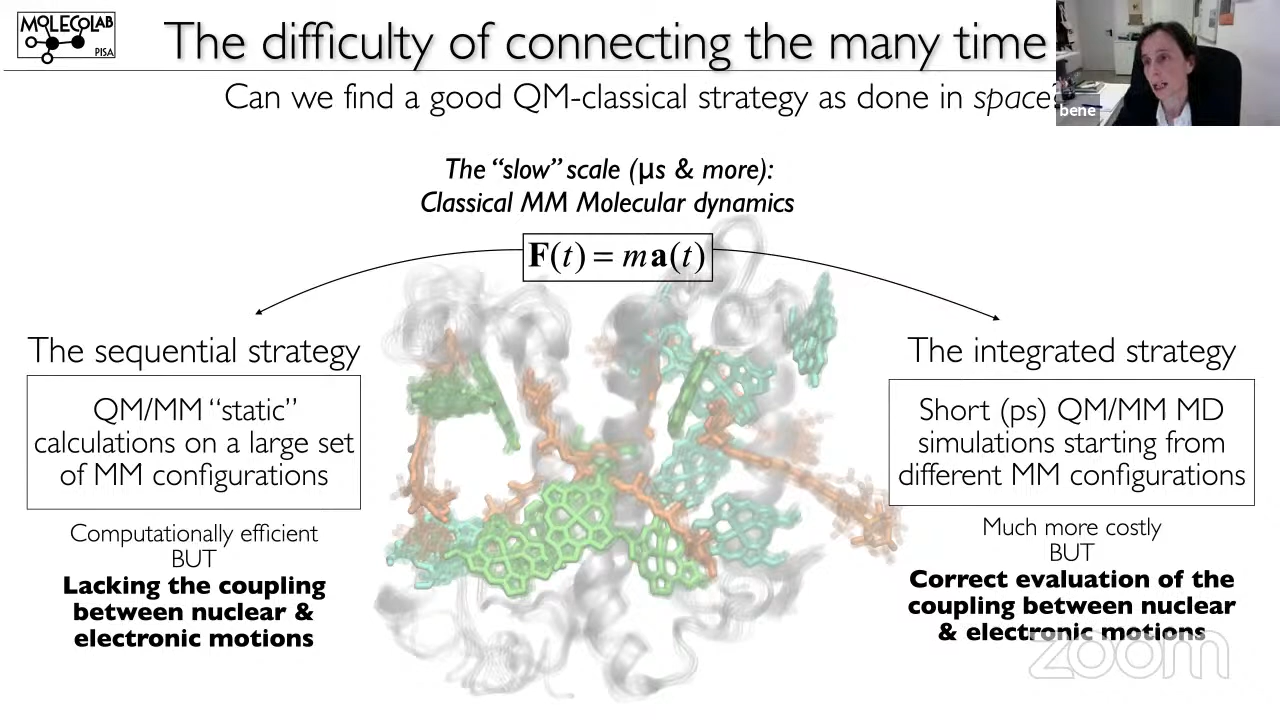 MOLECOLAB
PISA
The difficulty of connecting the many time
Can we find a good QM-classical strategy as done in space?
bene
The “slow” scale (μs & more):
Classical MM Molecular dynamics
F(t) = ma(t)
The sequential strategy
QM/MM “static”
calculations on a large set
of MM configurations
Computationally efficient
BUT
Lacking the coupling
between nuclear &
electronic motions
The integrated strategy
Short (ps) QM/MM MD
simulations starting from
different MM configurations
Much more costly
BUT
Correct evaluation of the
coupling between nuclear
& electronic motions
zoom